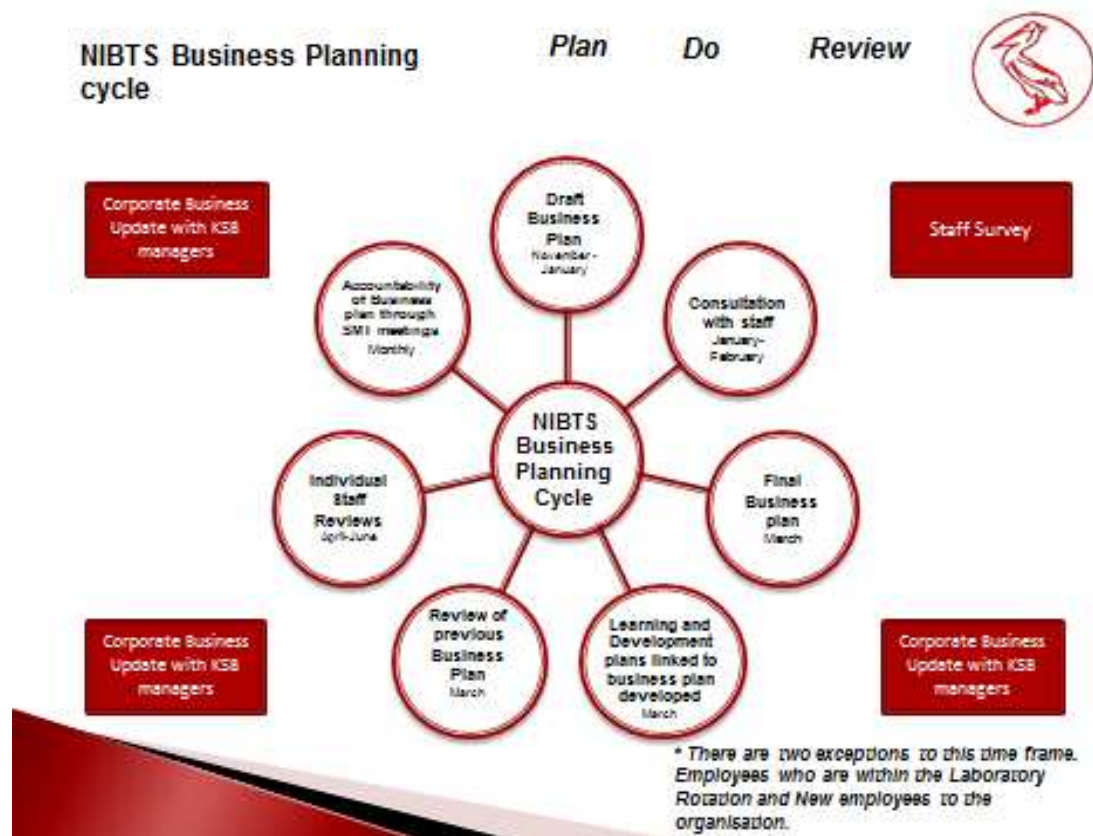 NIBTS Business Planning
cycle
Plan Do Review
Corporate Business
Update with KSB
managers
Staff Survey
Draft
Business
Plan
November-
January
Consultation
with staff
January-
February
Final
Business
plan
March
Learning and
Development
plans linked to
business plan
developed
March
Review of
previous
Business
Plan
March
Individual
Staff
Reviews
April-June
Accountability
of Business
plan through
SMT meetings
Monthly
NIBTS
Business
Planning
Cycle
Corporate Business
Update with KSB
managers
Corporate Business
Update with KSB
managers
* There are two exceptions to this time frame.
Employees who are within the Laboratory
Rotation and New employees to the
organisation.